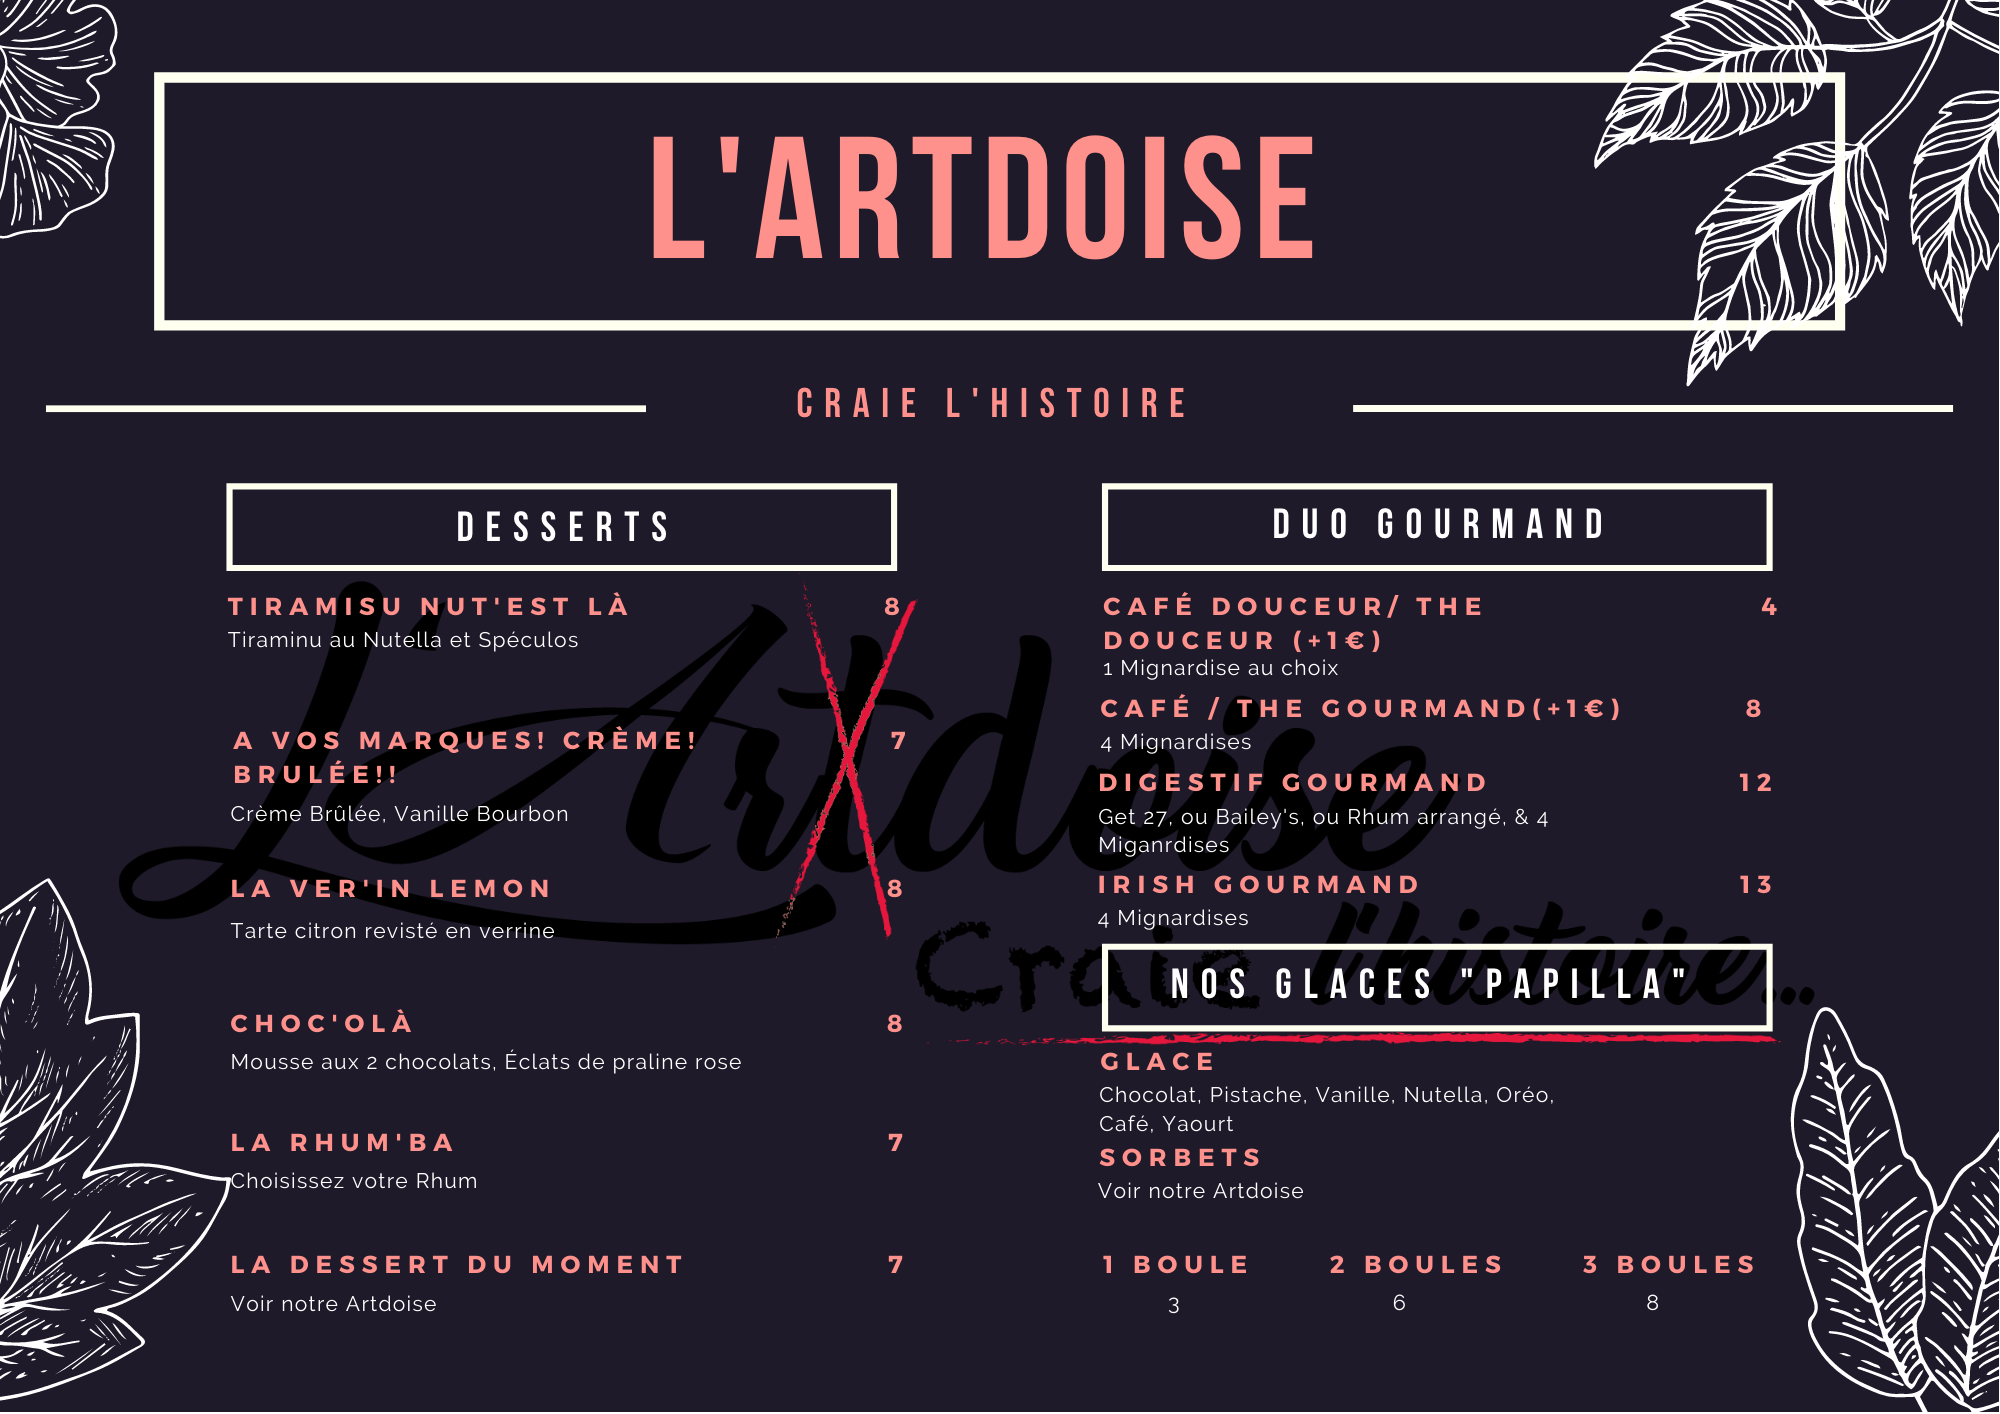 L'ARTDOISE
CRAIE L'HISTOIRE
DESSERTS
TIRAMISU NUT'EST LÀ 8
Tiraminu au Nutella et Spéculos
A VOS MARQUES! CRÈME! 7
BRULÉE!!
Crème Brûlée, Vanille Bourbon
LA VER'IN LEMON 8
Tarte citron revisté en verrine
CHOC'OLÀ 8
Mousse aux 2 chocolats, Éclats de praline rose
LA RHUM'BA 7
Choisissez votre Rhum
LA DESSERT DU MOMENT 7
Voir notre Artdoise
DUO GOURMAND
CAFÉ DOUCEUR/ THE 4
DOUCEUR (+1€)
1 Mignardise au choix
CAFÉ / THE GOURMAND(+1€) 8
4 Mignardises
DIGESTIF GOURMAND 12
Get 27, ou Bailey's, ou Rhum arrangé, & 4
Miganrdises
IRISH GOURMAND 13
4 Mignardises
NOS GLACES "PAPILLA"
GLACE
Chocolat, Pistache, Vanille, Nutella, Oréo,
Café, Yaourt
SORBETS
Voir notre Artdoise
1 BOULE 2 BOULES 3 BOULES
3 6 8
L'Artdoise
Craie l'histoire...